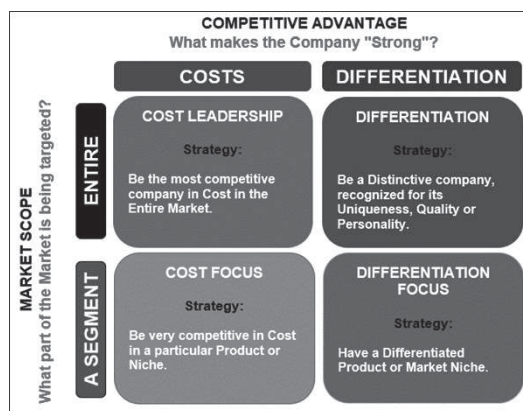 COMPETITIVE ADVANTAGE
What makes the Company "Strong"?
COSTS
DIFFERENTIATION
MARKET SCOPE
What part of the Market is being targeted?
ENTIRE
COST LEADERSHIP
Strategy:
Be the most competitive
company in Cost in the
Entire Market.
DIFFERENTIATION
Strategy:
Be a Distinctive company,
recognized for its
Uniqueness, Quality or
Personality.
A SEGMENT
COST FOCUS
Strategy:
Be very competitive in Cost
in a particular Product or
Niche.
DIFFERENTIATION
FOCUS
Strategy:
Have a Differentiated
Product or Market Niche.